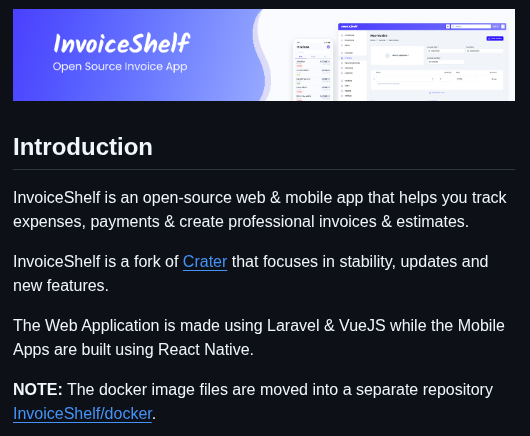 InvoiceShelf
Open Source Invoice App
Introduction
InvoiceShelf is an open-source web & mobile app that helps you track
expenses, payments & create professional invoices & estimates.
InvoiceShelf is a fork of Crater that focuses in stability, updates and
new features.
The Web Application is made using Laravel & VueJS while the Mobile
Apps are built using React Native.
NOTE: The docker image files are moved into a separate repository
InvoiceShelf/docker.